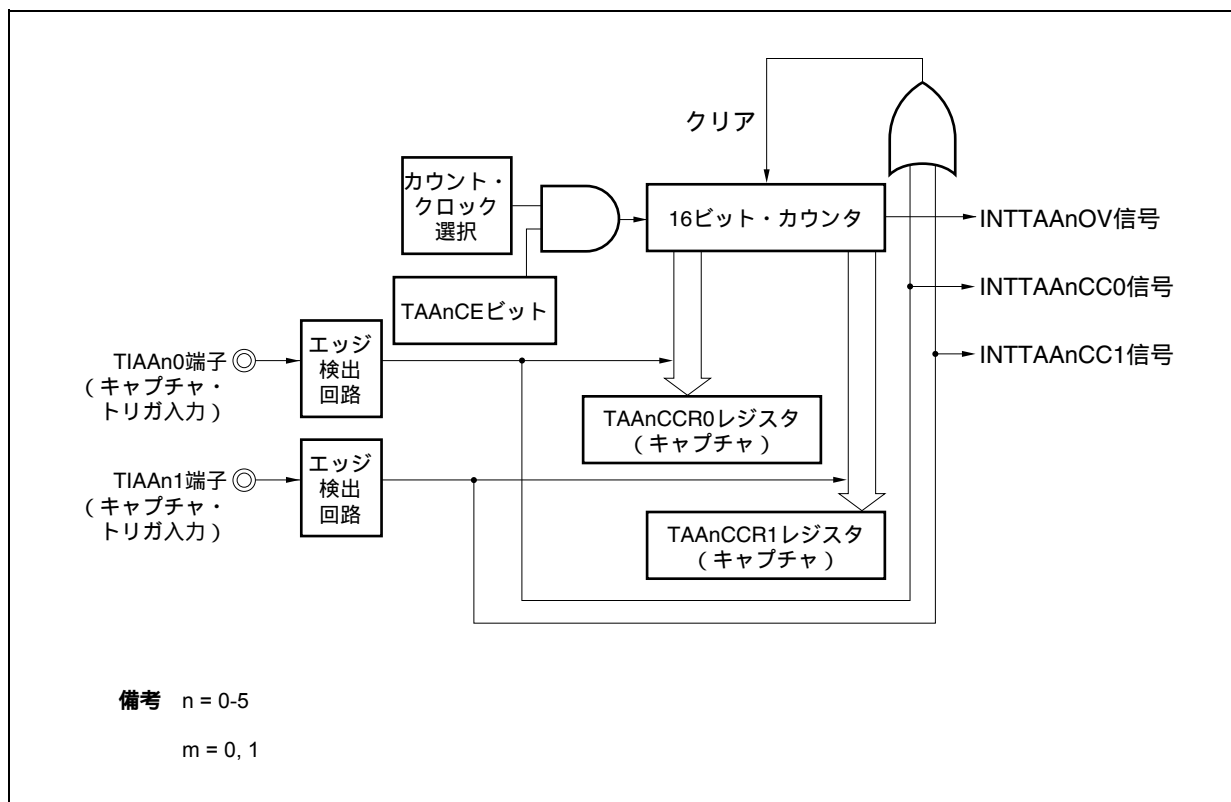 クリア
カウント・
クロック
選択
16ビット・カウンタ
INTTAAnOV信号
TAAnCEビット
INTTAAnCC0信号
TIAAn0端子
(キャプチャ・
トリガ入力)
エッジ
検出
回路
INTTAAnCC1信号
TAAnCCR0レジスタ
(キャプチャ)
TIAAn1端子
(キャプチャ・
トリガ入力)
エッジ
検出
回路
TAAnCCR1レジスタ
(キャプチャ)
備考 n = 0-5
m = 0, 1